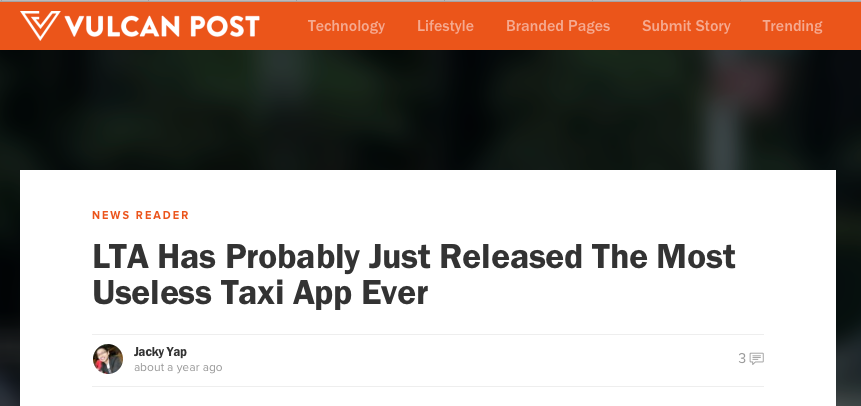 VULCAN POST
Technology Lifestyle Branded Pages Submit Story Trending
NEWS READER
LTA Has Probably Just Released The Most
Useless Taxi App Ever
Jacky Yap
about a year ago
3